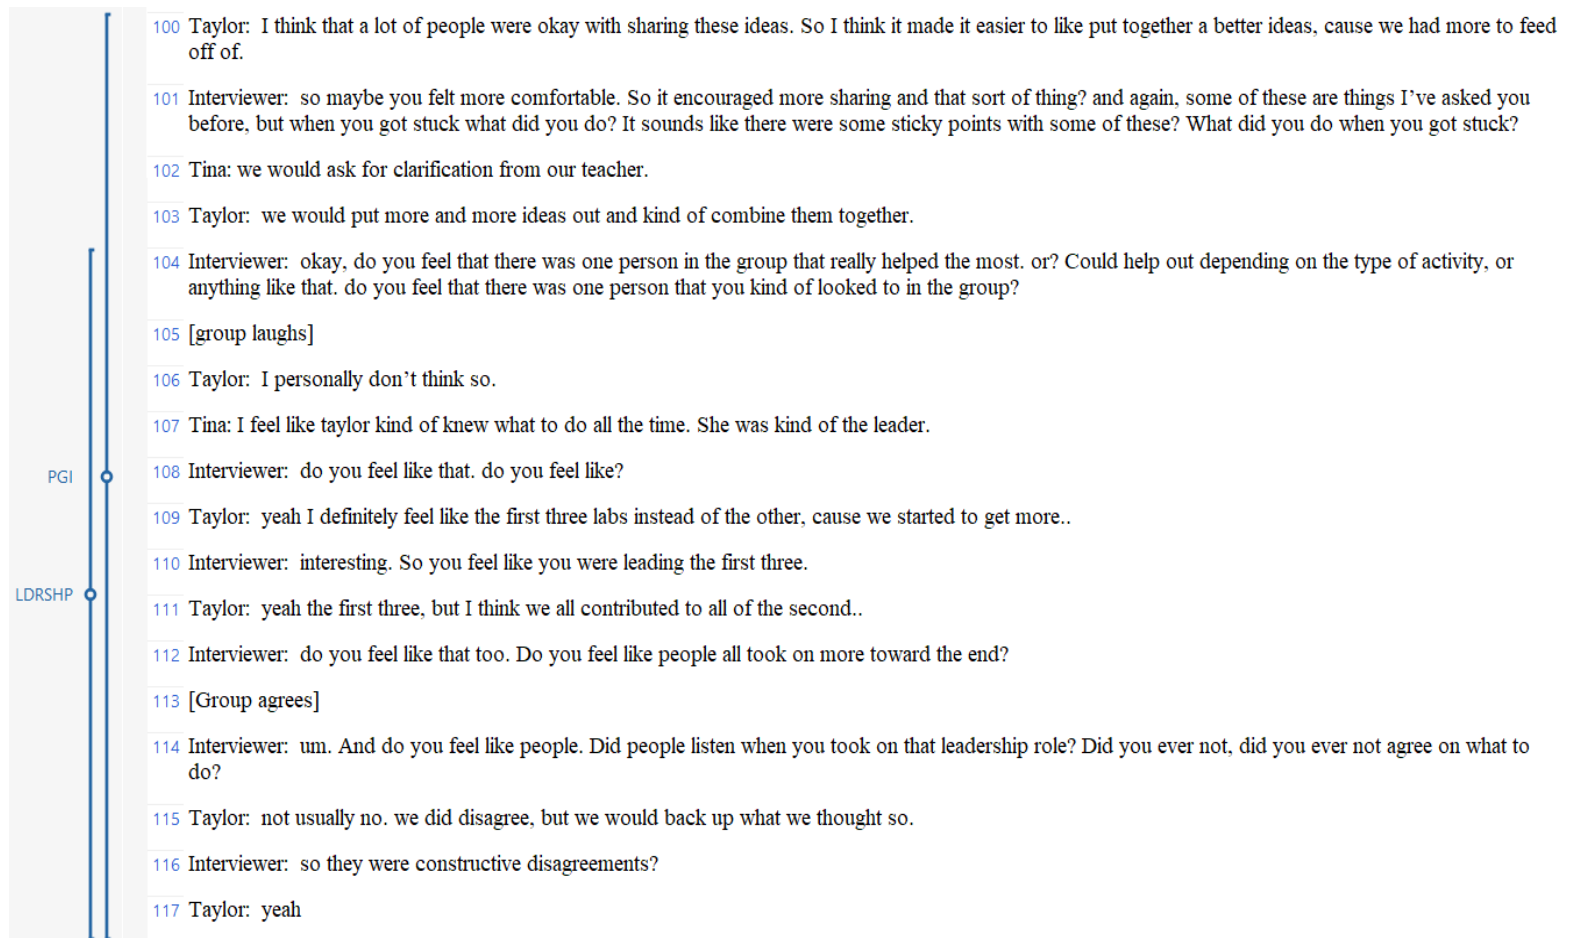 100 Taylor:  I think that a lot of people were okay with sharing these ideas. So I think it made it easier to like put together a better ideas, cause we had more to feed
off of.
101 Interviewer:  so maybe you felt more comfortable. So it encouraged more sharing and that sort of thing? and again, some of these are things I’ve asked you
before, but when you got stuck what did you do? It sounds like there were some sticky points with some of these? What did you do when you got stuck?
102 Tina: we would ask for clarification from our teacher.
103 Taylor:  we would put more and more ideas out and kind of combine them together.
104 Interviewer:  okay, do you feel that there was one person in the group that really helped the most. or? Could help out depending on the type of activity, or
anything like that. do you feel that there was one person that you kind of looked to in the group?
105 [group laughs]
106 Taylor:  I personally don’t think so.
107 Tina: I feel like taylor kind of knew what to do all the time. She was kind of the leader.
PGI
108 Interviewer:  do you feel like that. do you feel like?
109 Taylor:  yeah I definitely feel like the first three labs instead of the other, cause we started to get more..
110 Interviewer:  interesting. So you feel like you were leading the first three.
LDRSHP
111 Taylor:  yeah the first three, but I think we all contributed to all of the second..
112 Interviewer:  do you feel like that too. Do you feel like people all took on more toward the end?
113 [Group agrees]
114 Interviewer:  um. And do you feel like people. Did people listen when you took on that leadership role? Did you ever not, did you ever not agree on what to
do?
115 Taylor:  not usually no. we did disagree, but we would back up what we thought so.
116 Interviewer:  so they were constructive disagreements?
117 Taylor:  yeah